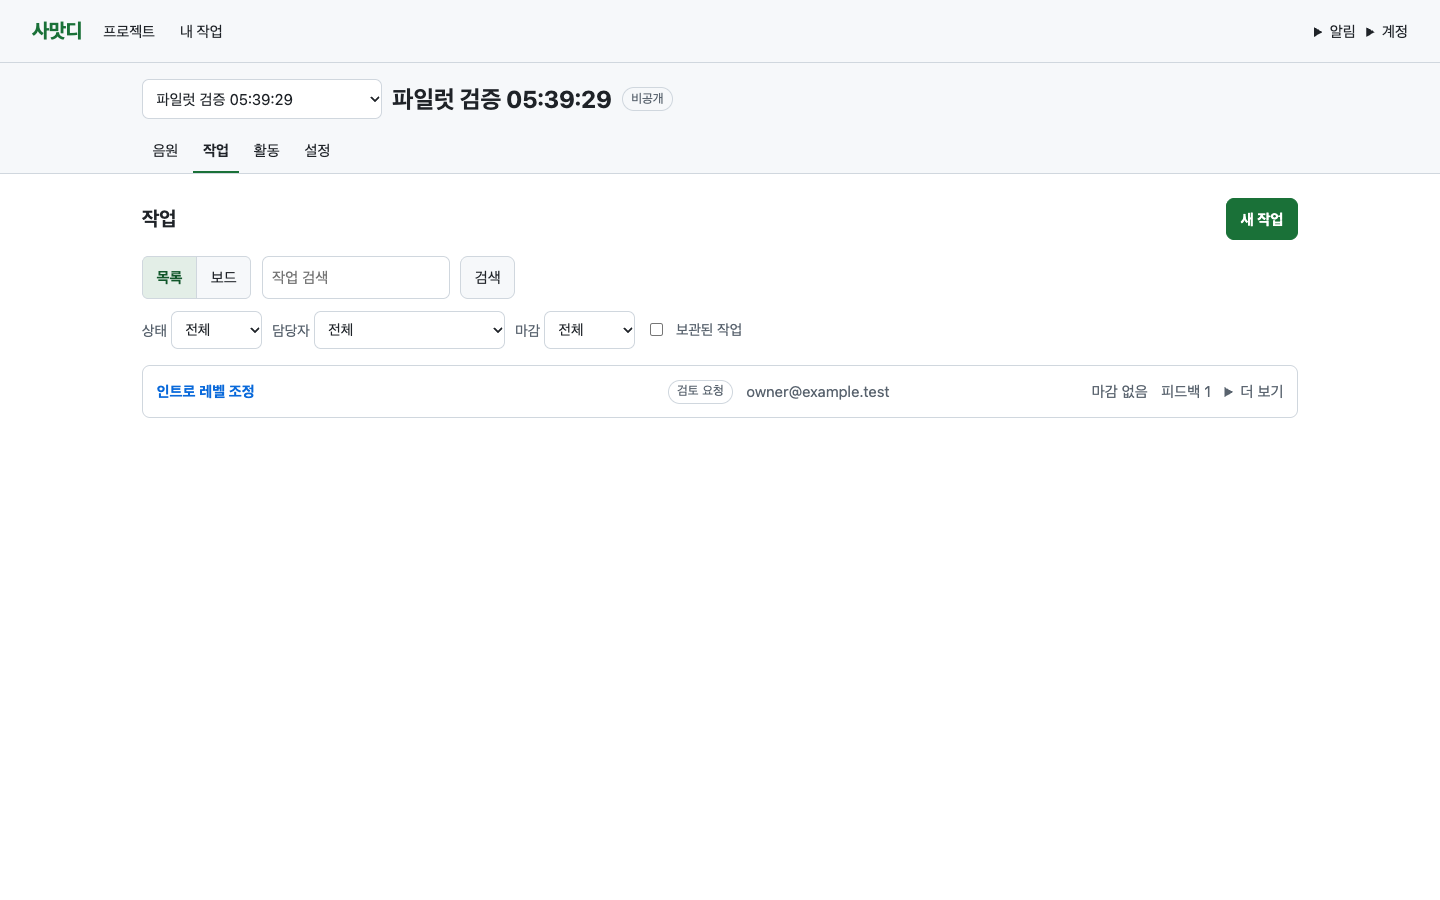 사맛디 프로젝트 내 작업 ▶ 알림 ▶ 계정
파일럿 검증 05:39:29 파일럿 검증 05:39:29 비공개
음원 작업 활동 설정
작업 새 작업
목록 보드 작업 검색 검색
상태 전체 담당자 전체 마감 전체 보관된 작업
인트로 레벨 조정 검토 요청 owner@example.test 마감 없음 피드백 1 ▶ 더 보기